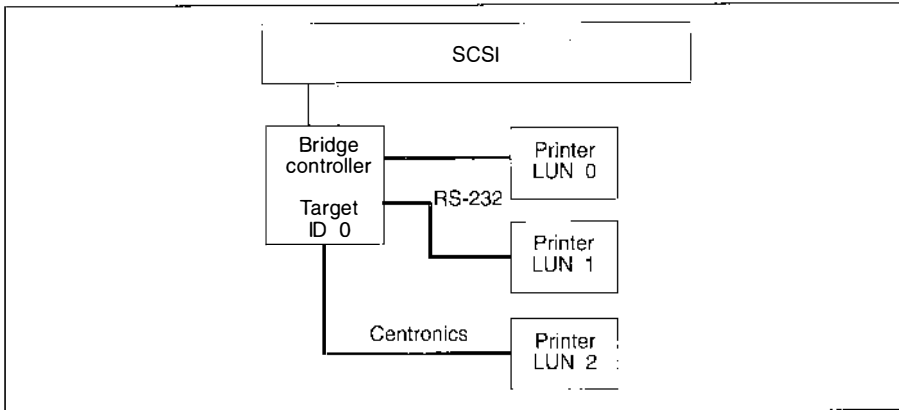 SCSI
Bridge
controller
Target
ID 0
Printer
LUN 0
RS-232
Printer
LUN 1
Centronics
Printer
LUN 2